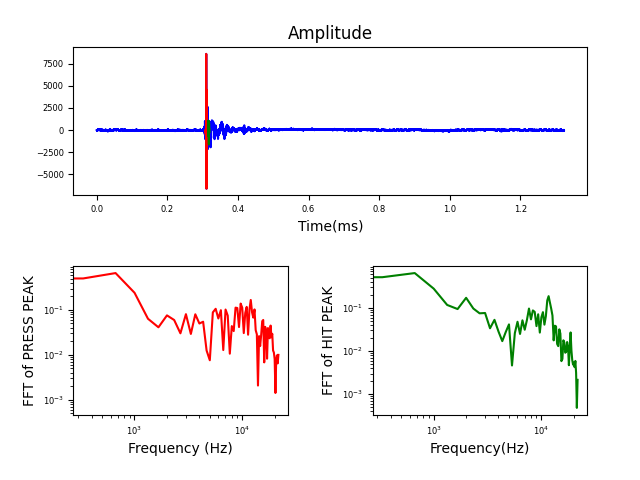 Amplitude
7500
5000
2500
0
−2500
−5000
0.0 0.2 0.4 0.6 0.8 1.0 1.2
Time(ms)
FFT of PRESS PEAK
10⁻¹
10⁻²
10⁻³
10³ 10⁴
Frequency (Hz)
FFT of HIT PEAK
10⁻¹
10⁻²
10⁻³
10³ 10⁴
Frequency(Hz)